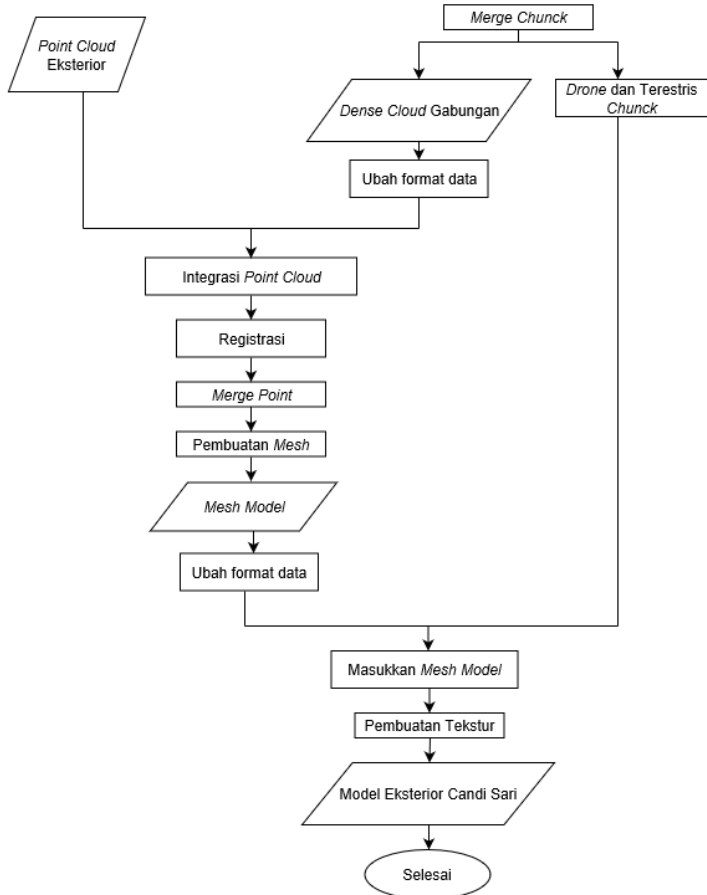 Merge Chunck
Point Cloud
Eksterior
Dense Cloud Gabungan
Drone dan Terestris
Chunck
Ubah format data
Integrasi Point Cloud
Registrasi
Merge Point
Pembuatan Mesh
Mesh Model
Ubah format data
Masukkan Mesh Model
Pembuatan Tekstur
Model Eksterior Candi Sari
Selesai